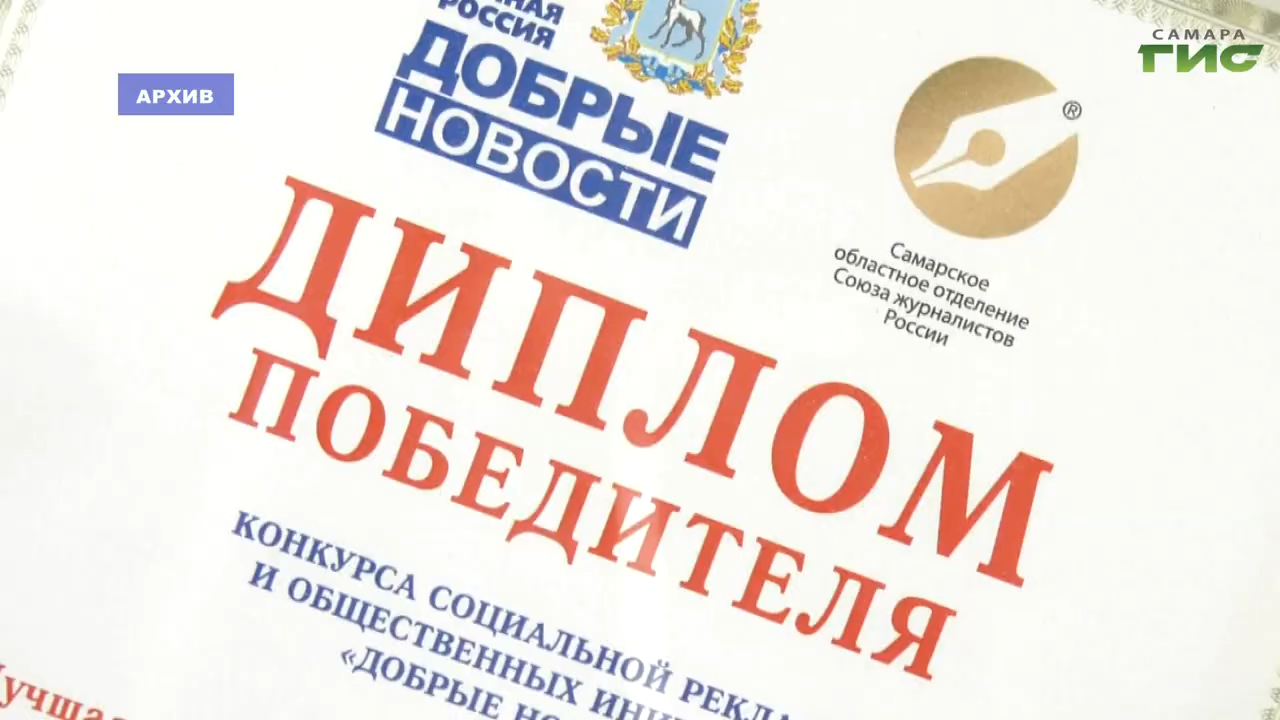 САМАРА
ГИС
АРХИВ
РОССИЯ
ДОБРЫЕ
НОВОСТИ
®
Самарское
областное отделение
Союза журналистов
России
ДИПЛОМ
ПОБЕДИТЕЛЯ
КОНКУРСА СОЦИАЛЬНОЙ
И ОБЩЕСТВЕННЫХ
«ДОБРЫЕ